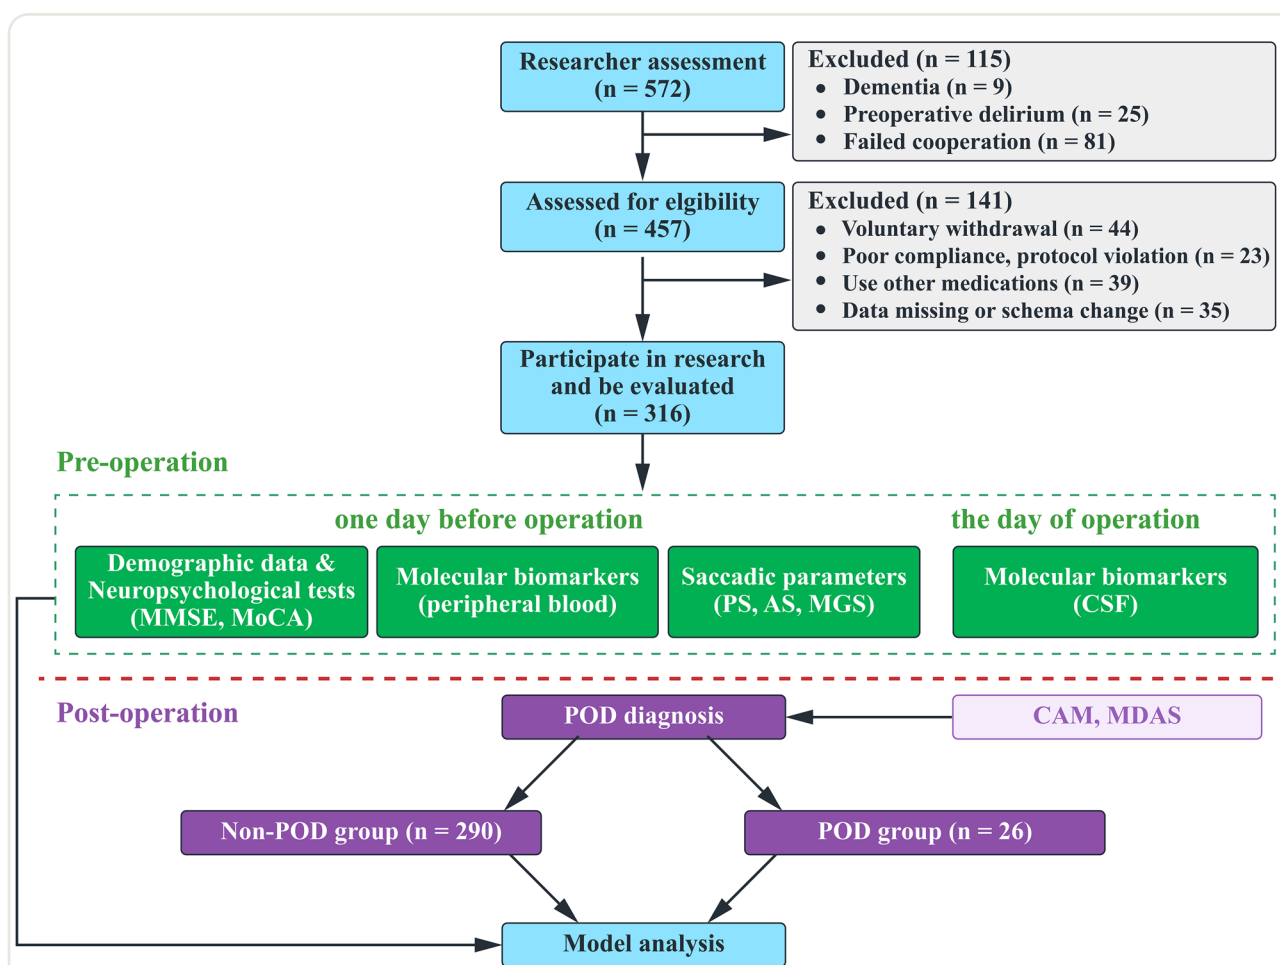 Researcher assessment
(n = 572)
Excluded (n = 115)
• Dementia (n = 9)
• Preoperative delirium (n = 25)
• Failed cooperation (n = 81)
Assessed for elgibility
(n = 457)
Excluded (n = 141)
• Voluntary withdrawal (n = 44)
• Poor compliance, protocol violation (n = 23)
• Use other medications (n = 39)
• Data missing or schema change (n = 35)
Participate in research
and be evaluated
(n = 316)
Pre-operation
one day before operation
the day of operation
Demographic data &
Neuropsychological tests
(MMSE, MoCA)
Molecular biomarkers
(peripheral blood)
Saccadic parameters
(PS, AS, MGS)
Molecular biomarkers
(CSF)
Post-operation
POD diagnosis
CAM, MDAS
Non-POD group (n = 290)
POD group (n = 26)
Model analysis